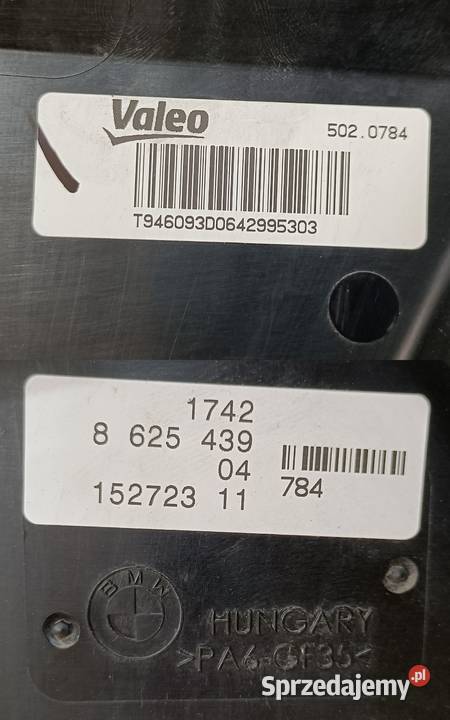 Valeo
502.0784
T946093D0642995303
1742
8 625 439
04
784
152723 11
BMW
HUNGARY
>PA6-GF35<
Sprzedajemy.pl